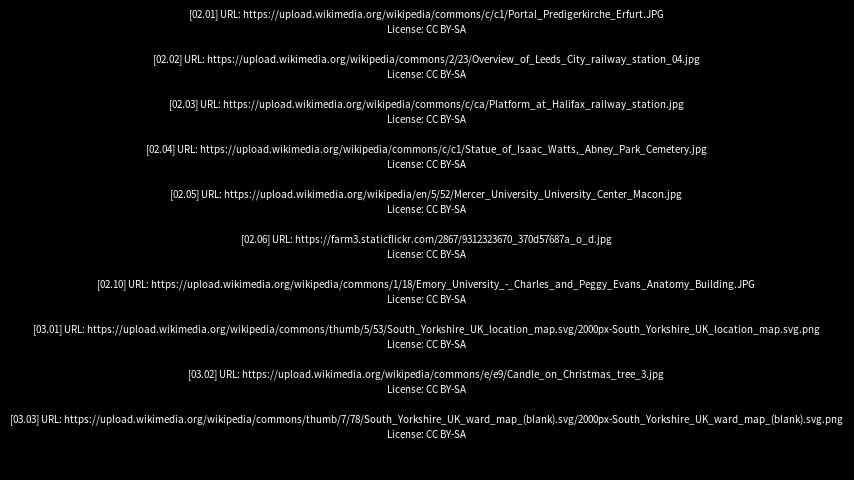 [02.01] URL: https://upload.wikimedia.org/wikipedia/commons/c/c1/Portal_Predigerkirche_Erfurt.JPG
License: CC BY-SA
[02.02] URL: https://upload.wikimedia.org/wikipedia/commons/2/23/Overview_of_Leeds_City_railway_station_04.jpg
License: CC BY-SA
[02.03] URL: https://upload.wikimedia.org/wikipedia/commons/c/ca/Platform_at_Halifax_railway_station.jpg
License: CC BY-SA
[02.04] URL: https://upload.wikimedia.org/wikipedia/commons/c/c1/Statue_of_Isaac_Watts,_Abney_Park_Cemetery.jpg
License: CC BY-SA
[02.05] URL: https://upload.wikimedia.org/wikipedia/en/5/52/Mercer_University_University_Center_Macon.jpg
License: CC BY-SA
[02.06] URL: https://farm3.staticflickr.com/2867/9312323670_370d57687a_o_d.jpg
License: CC BY-SA
[02.10] URL: https://upload.wikimedia.org/wikipedia/commons/1/18/Emory_University_-_Charles_and_Peggy_Evans_Anatomy_Building.JPG
License: CC BY-SA
[03.01] URL: https://upload.wikimedia.org/wikipedia/commons/thumb/5/53/South_Yorkshire_UK_location_map.svg/2000px-South_Yorkshire_UK_location_map.svg.png
License: CC BY-SA
[03.02] URL: https://upload.wikimedia.org/wikipedia/commons/e/e9/Candle_on_Christmas_tree_3.jpg
License: CC BY-SA
[03.03] URL: https://upload.wikimedia.org/wikipedia/commons/thumb/7/78/South_Yorkshire_UK_ward_map_(blank).svg/2000px-South_Yorkshire_UK_ward_map_(blank).svg.png
License: CC BY-SA